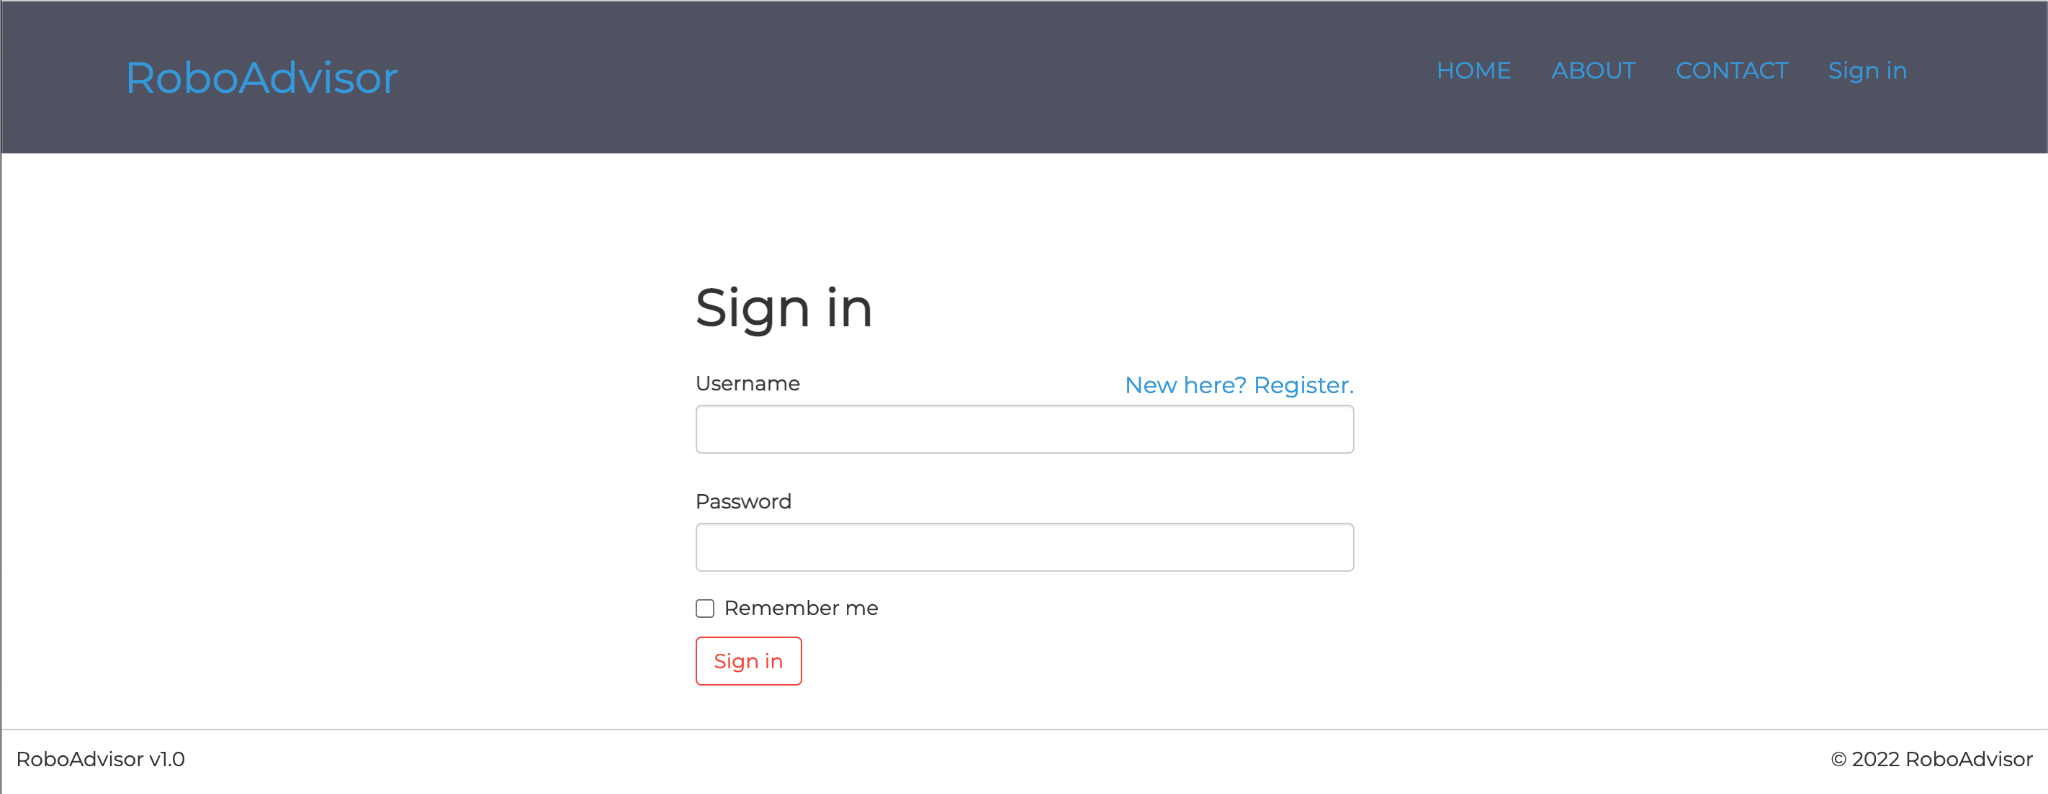 RoboAdvisor
HOME ABOUT CONTACT Sign in
Sign in
Username New here? Register.
Password
Remember me
Sign in
RoboAdvisor v1.0 © 2022 RoboAdvisor